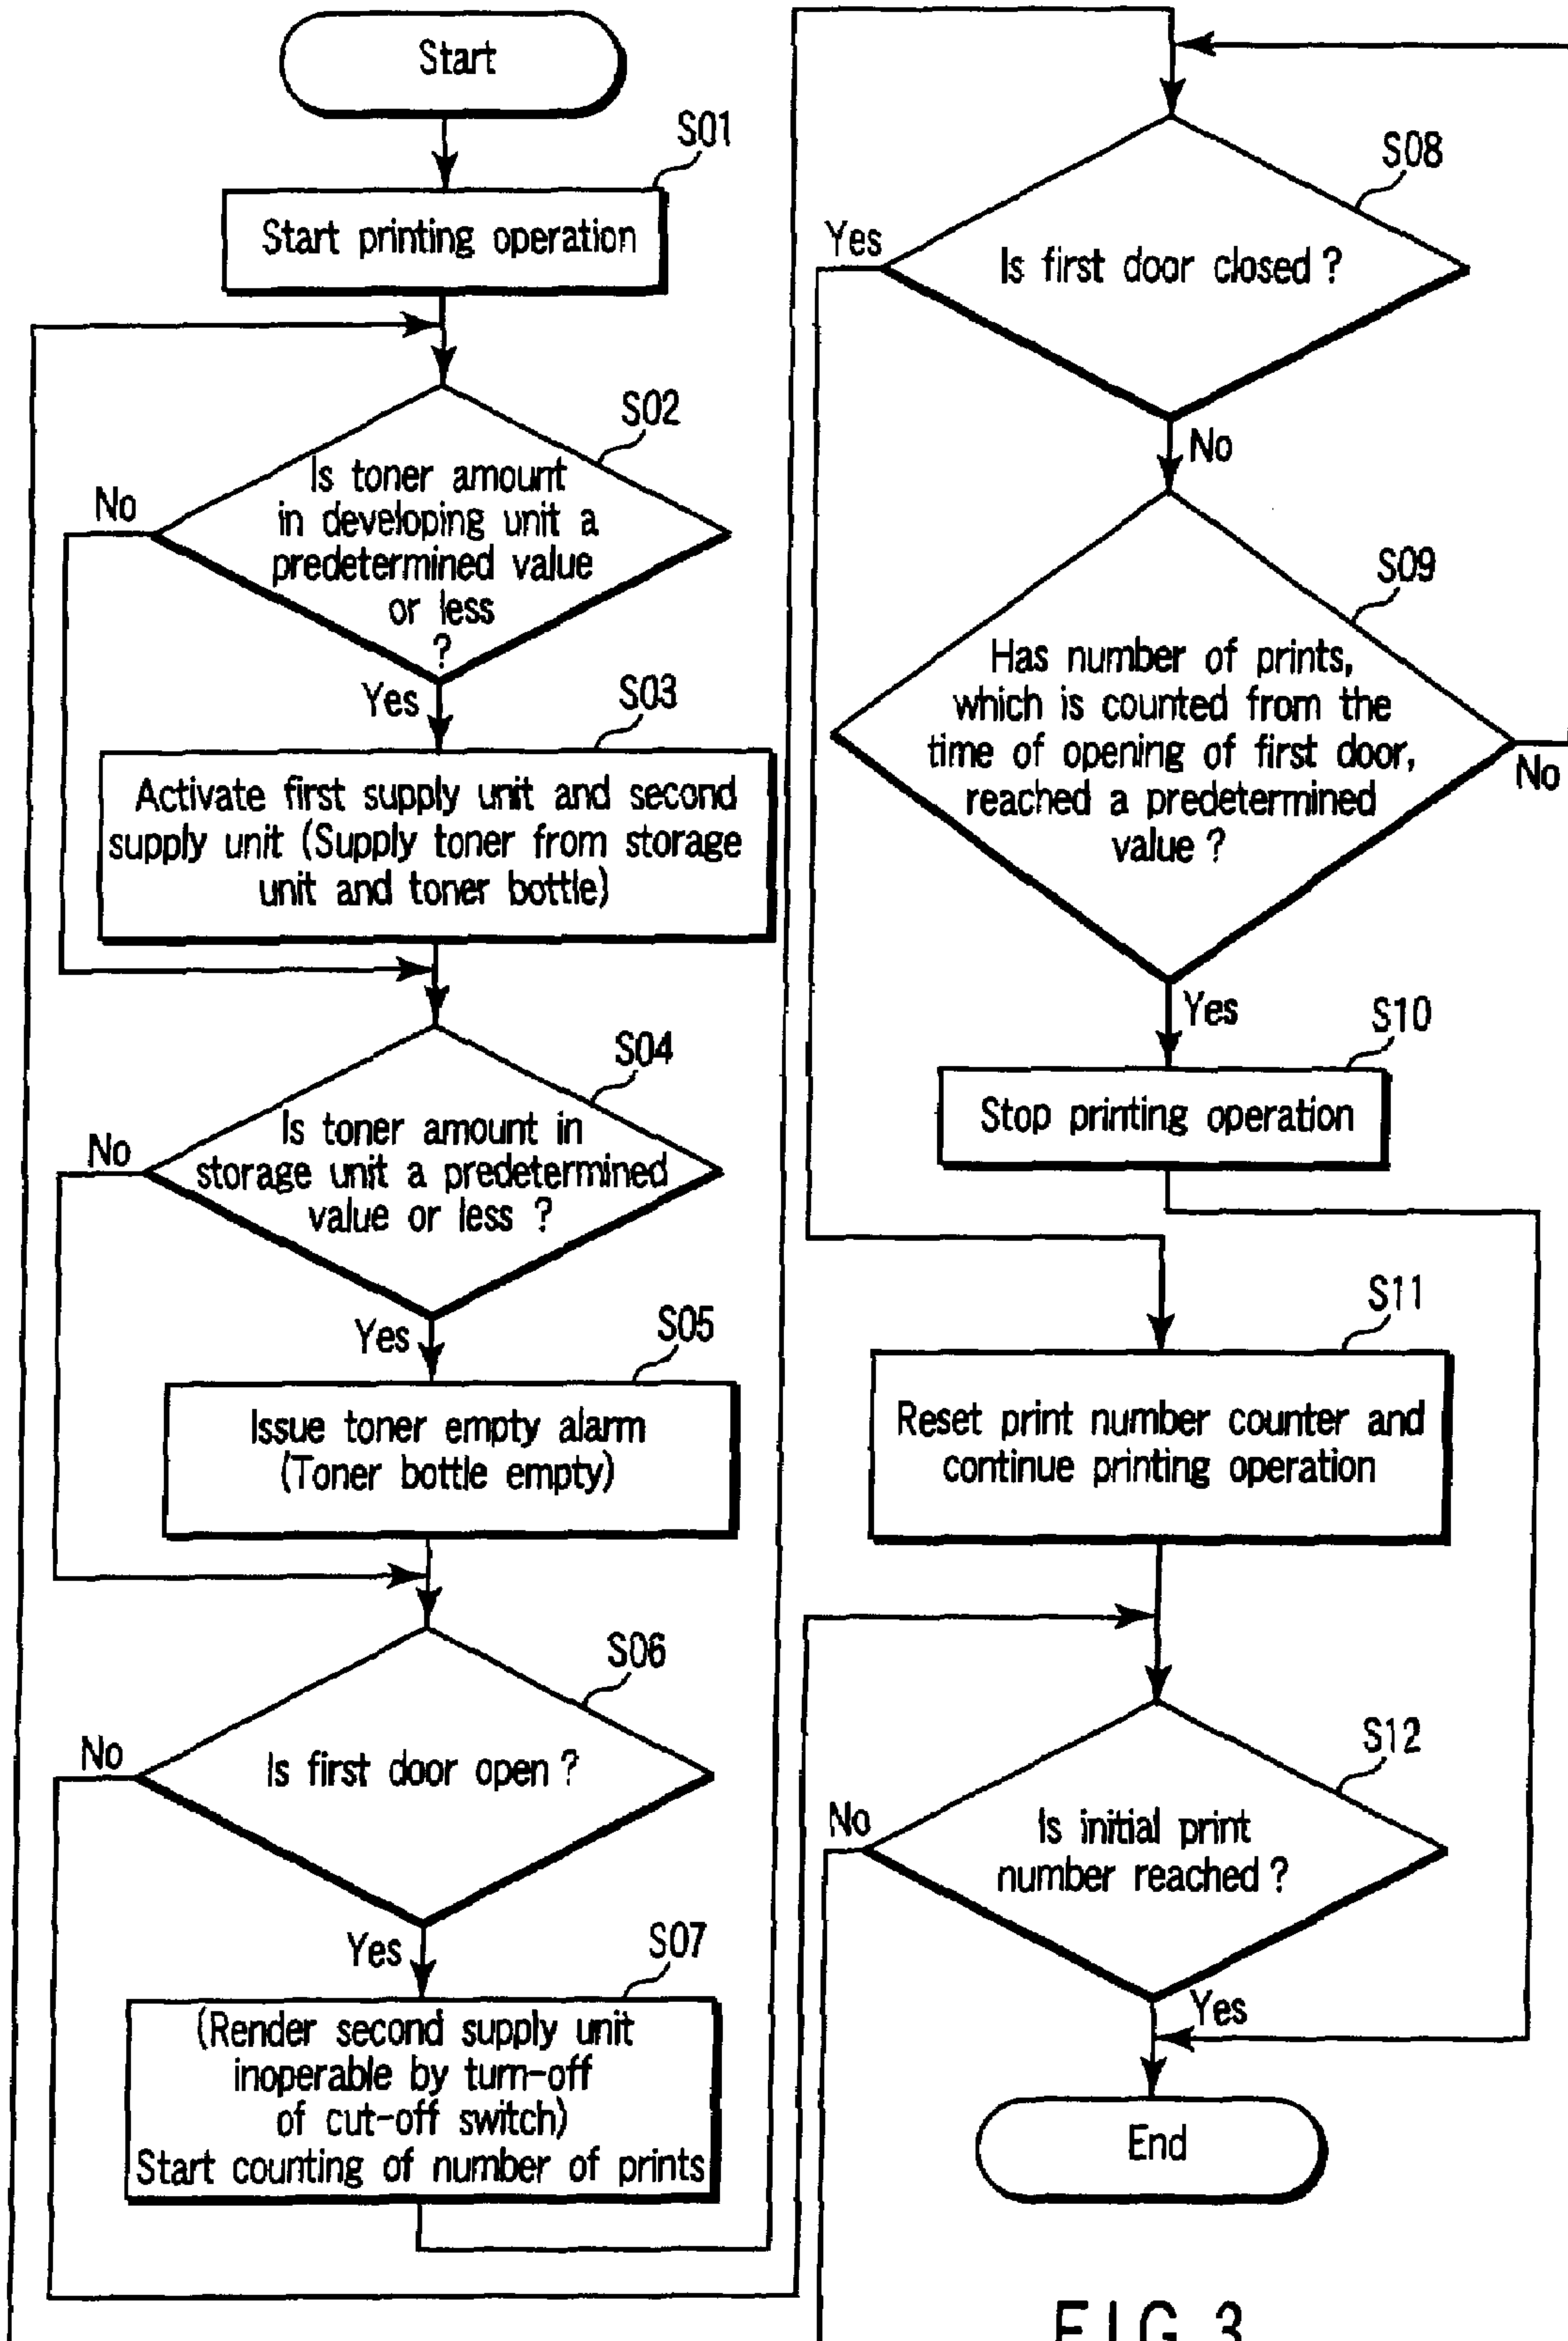 Start
S01
Start printing operation
S02
Is toner amount
in developing unit a
predetermined value
or less
?
No
Yes
S03
Activate first supply unit and second
supply unit (Supply toner from storage
unit and toner bottle)
S04
Is toner amount in
storage unit a predetermined
value or less ?
No
Yes
S05
Issue toner empty alarm
(Toner bottle empty)
S06
Is first door open ?
No
Yes
S07
(Render second supply unit
inoperable by turn-off
of cut-off switch)
Start counting of number of prints
S08
Yes
Is first door closed ?
No
S09
Has number of prints,
which is counted from the
time of opening of first door,
reached a predetermined
value ?
No
Yes
S10
Stop printing operation
S11
Reset print number counter and
continue printing operation
S12
No
Is initial print
number reached ?
Yes
End
FIG. 3